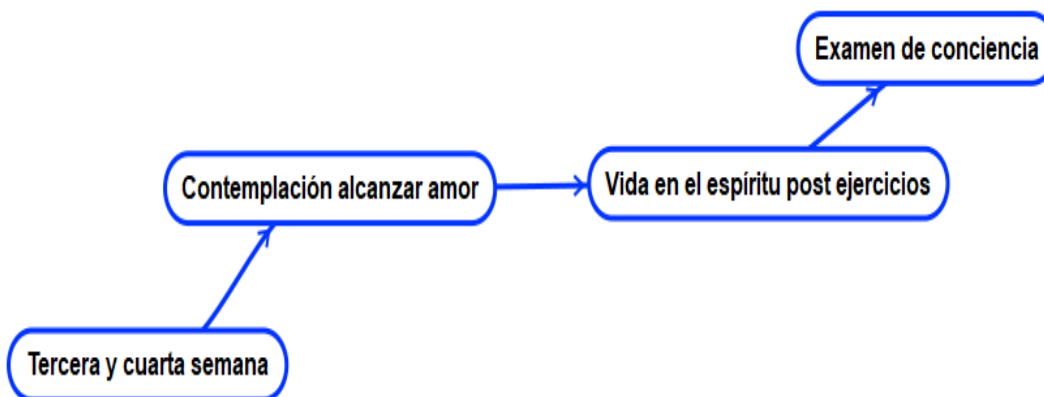 Examen de conciencia
Contemplación alcanzar amor
Vida en el espíritu post ejercicios
Tercera y cuarta semana